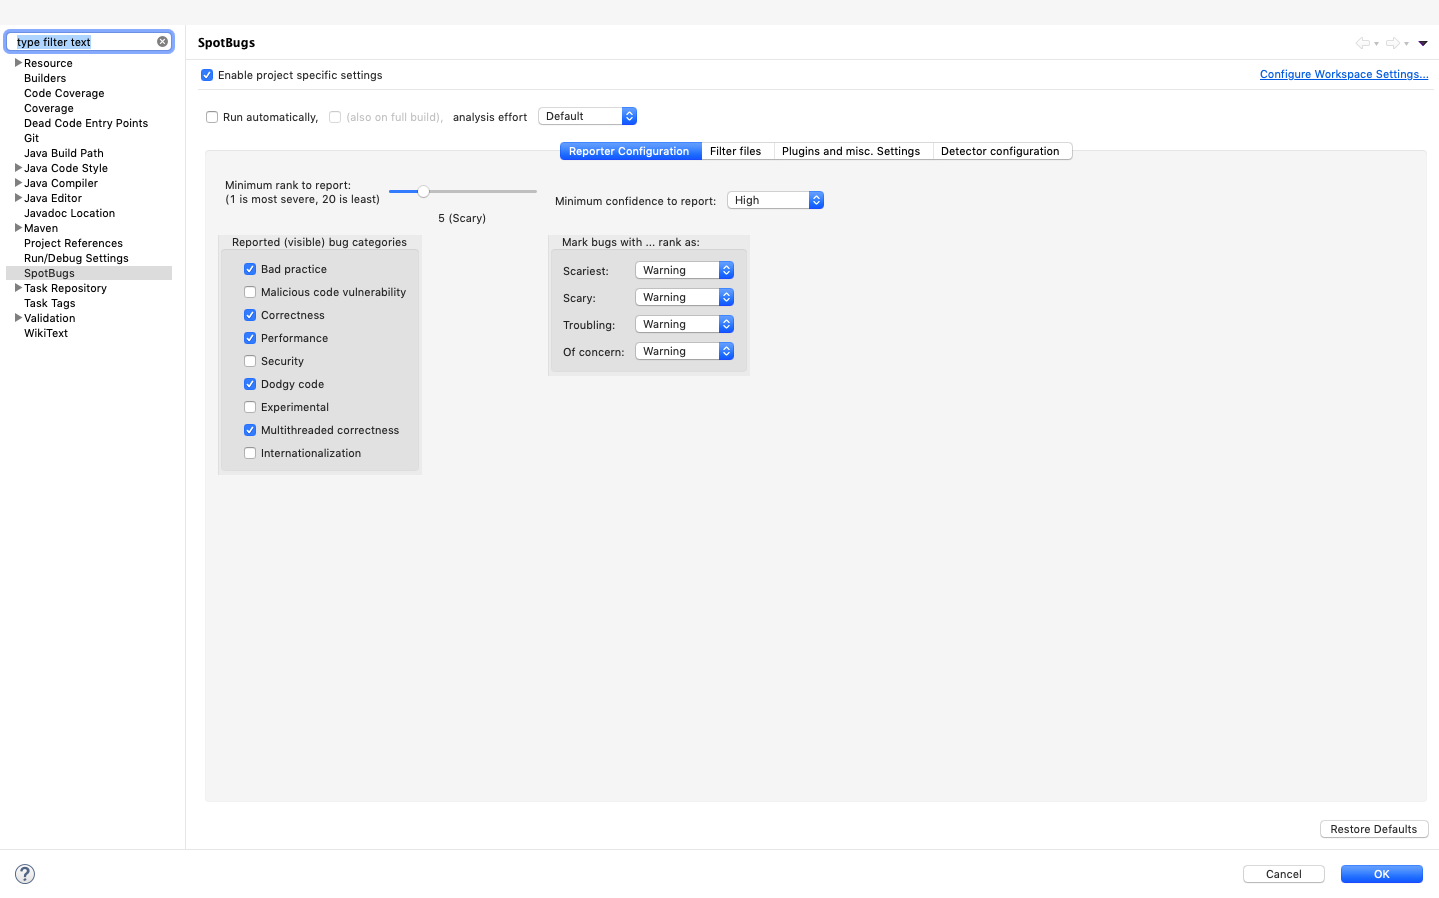 type filter text
Resource
Builders
Code Coverage
Coverage
Dead Code Entry Points
Git
Java Build Path
Java Code Style
Java Compiler
Java Editor
Javadoc Location
Maven
Project References
Run/Debug Settings
SpotBugs
Task Repository
Task Tags
Validation
WikiText
SpotBugs
Enable project specific settings
Configure Workspace Settings...
Run automatically, (also on full build), analysis effort Default
Reporter Configuration Filter files Plugins and misc. Settings Detector configuration
Minimum rank to report:
(1 is most severe, 20 is least)
5 (Scary)
Minimum confidence to report: High
Reported (visible) bug categories
Bad practice
Malicious code vulnerability
Correctness
Performance
Security
Dodgy code
Experimental
Multithreaded correctness
Internationalization
Mark bugs with ... rank as:
Scariest: Warning
Scary: Warning
Troubling: Warning
Of concern: Warning
Restore Defaults
?
Cancel
OK